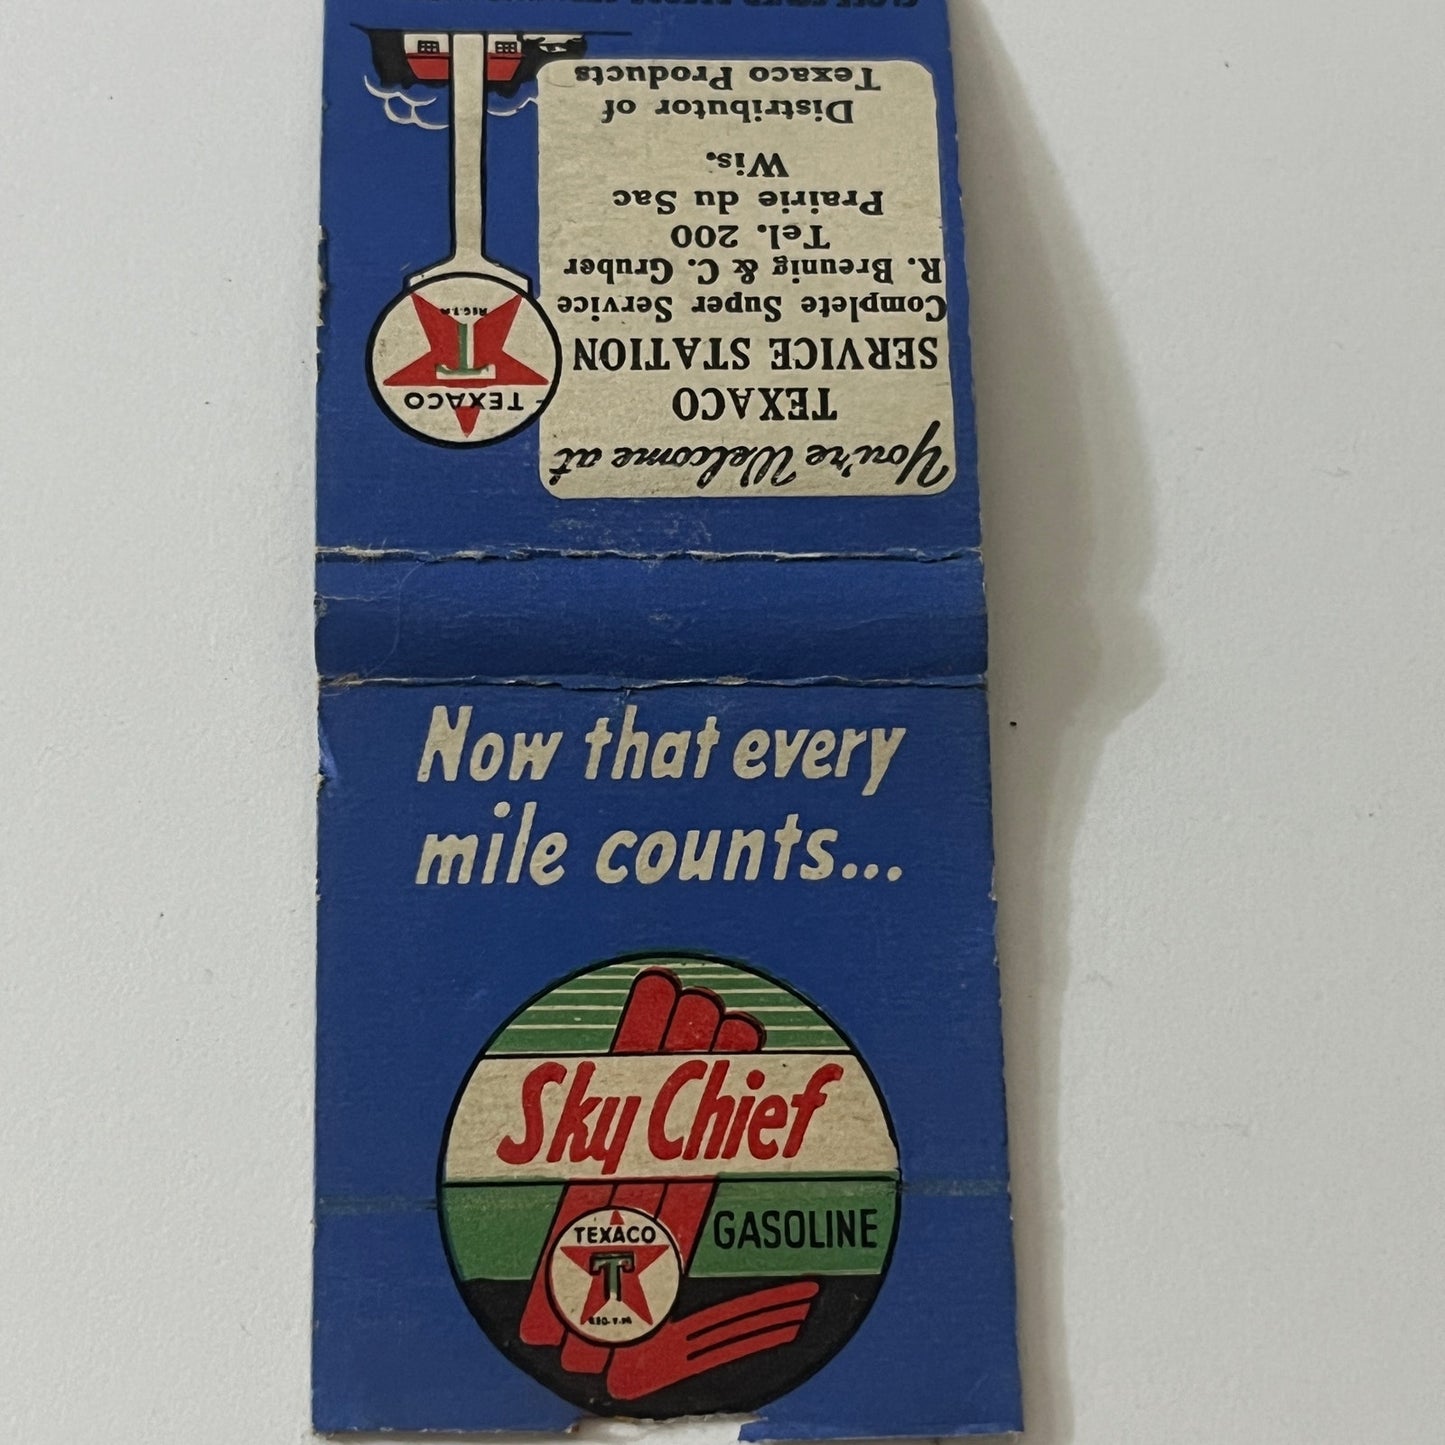 You're Welcome at
TEXACO
SERVICE STATION
Complete Super Service
R. Breunig & C. Gruber
Tel. 200
Prairie du Sac
Wis.
Distributor of
Texaco Products
TEXACO
T
REG. T.M.
Now that every
mile counts...
Sky Chief
GASOLINE
TEXACO
T